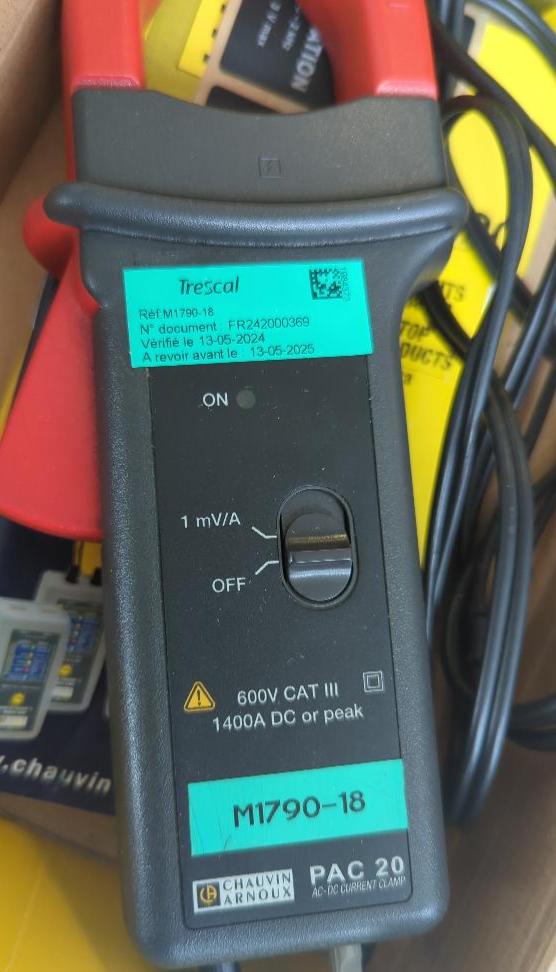 Trescal
Réf:M1790-18
N° document : FR242000369
Vérifié le 13-05-2024
A revoir avant le : 13-05-2025
ON
1 mV/A
OFF
600V CAT III
1400A DC or peak
M1790-18
CHAUVIN
ARNOUX
PAC 20
AC-DC CURRENT CLAMP
.chauvin